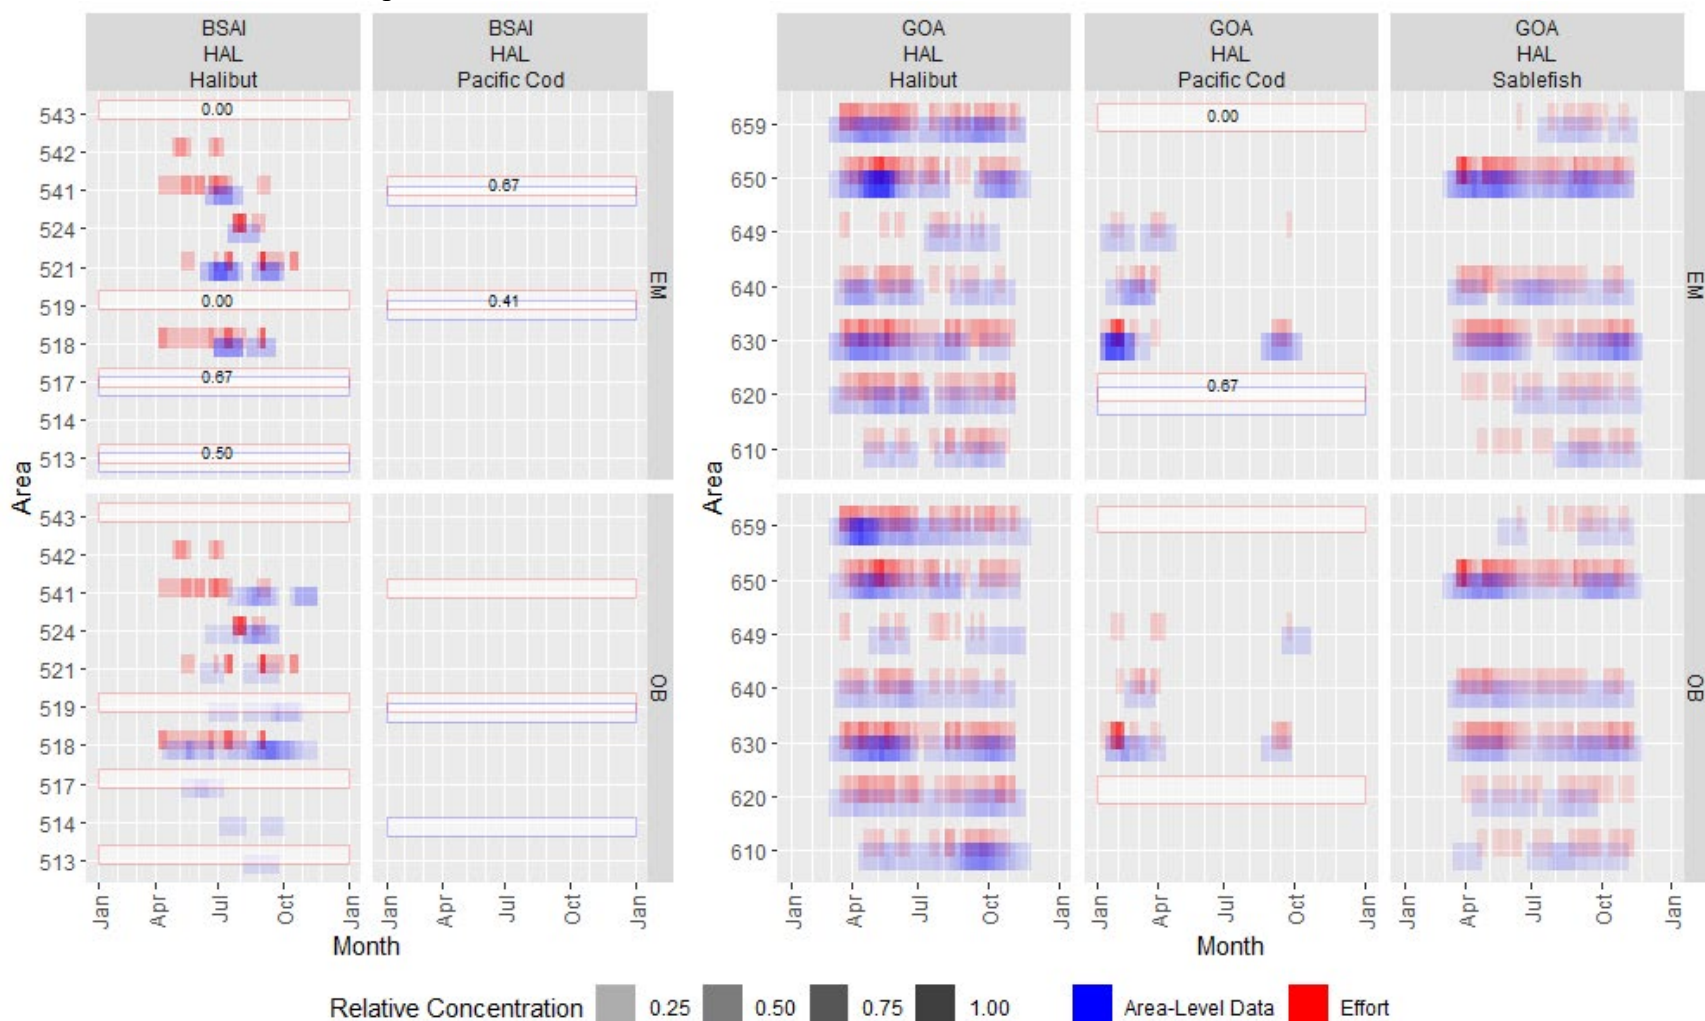 BSAI
HAL
Halibut
BSAI
HAL
Pacific Cod
GOA
HAL
Halibut
GOA
HAL
Pacific Cod
GOA
HAL
Sablefish
Area
543
542
541
524
521
519
518
517
514
513
0.00
0.00
0.67
0.50
0.67
0.41
EM
543
542
541
524
521
519
518
517
514
513
OB
Jan
Apr
Jul
Oct
Jan
Jan
Apr
Jul
Oct
Jan
Month
Area
659
650
649
640
630
620
610
0.00
0.67
EM
659
650
649
640
630
620
610
OB
Jan
Apr
Jul
Oct
Jan
Jan
Apr
Jul
Oct
Jan
Jan
Apr
Jul
Oct
Jan
Month
Relative Concentration 0.25 0.50 0.75 1.00 Area-Level Data Effort